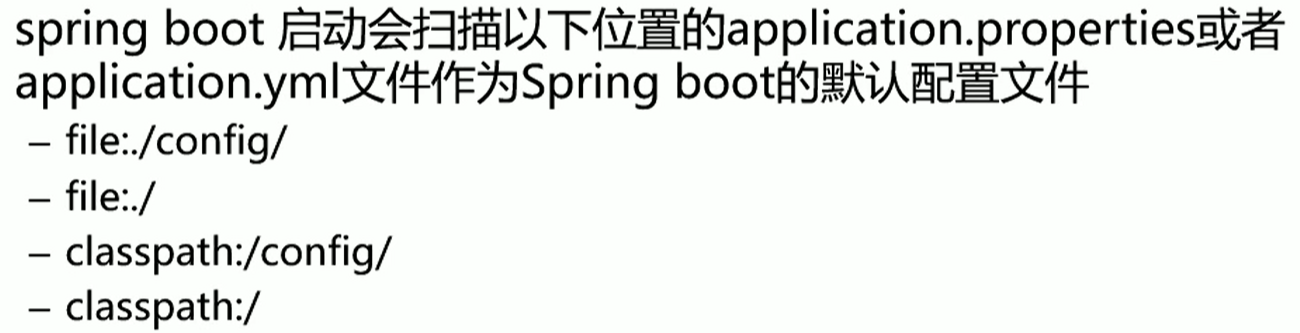 spring boot 启动会扫描以下位置的application.properties或者
application.yml文件作为Spring boot的默认配置文件
– file:./config/
– file:./
– classpath:/config/
– classpath:/